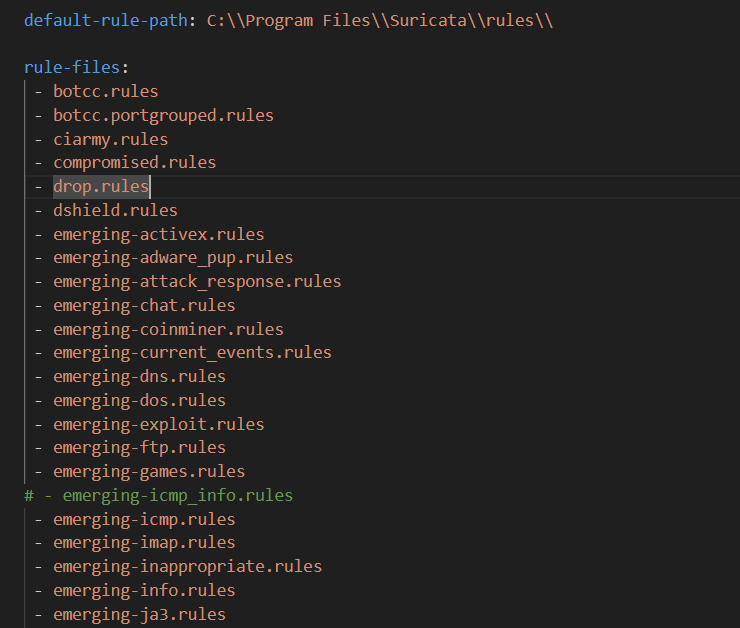 default-rule-path: C:\\Program Files\\Suricata\\rules\\
rule-files:
- botcc.rules
- botcc.portgrouped.rules
- ciarmy.rules
- compromised.rules
- drop.rules
- dshield.rules
- emerging-activex.rules
- emerging-adware_pup.rules
- emerging-attack_response.rules
- emerging-chat.rules
- emerging-coinminer.rules
- emerging-current_events.rules
- emerging-dns.rules
- emerging-dos.rules
- emerging-exploit.rules
- emerging-ftp.rules
- emerging-games.rules
# - emerging-icmp_info.rules
- emerging-icmp.rules
- emerging-imap.rules
- emerging-inappropriate.rules
- emerging-info.rules
- emerging-ja3.rules